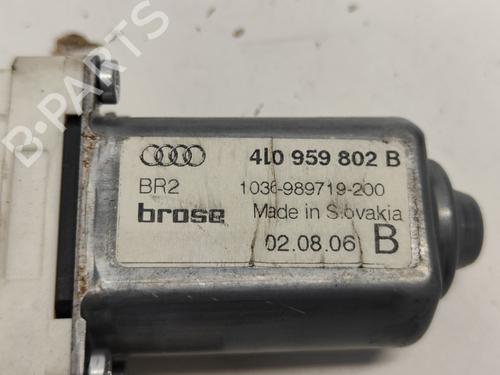 4L0 959 802 B
BR2 1036-989719-200
brose Made in Slovakia
02.08.06 B
B-PARTS